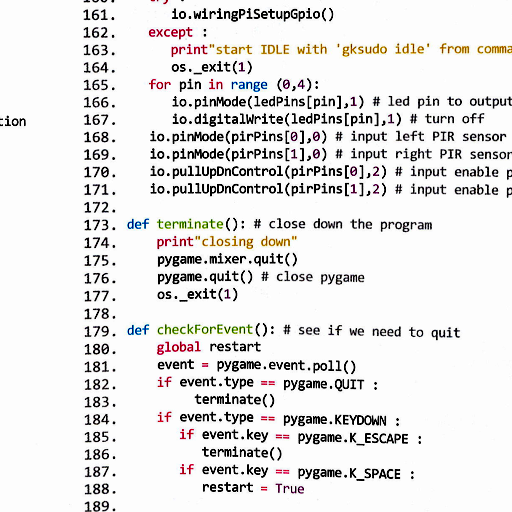 161. io.wiringPiSetupGpio()
162. except :
163. print"start IDLE with 'gksudo idle' from
164. os._exit(1)
165. for pin in range (0,4):
166. io.pinMode(ledPins[pin],1) # led pin to output
tion
167. io.digitalWrite(ledPins[pin],1) # turn off
168. io.pinMode(pirPins[0],0) # input left PIR sensor
169. io.pinMode(pirPins[1],0) # input right PIR sensor
170. io.pullUpDnControl(pirPins[0],2) # input enable p
171. io.pullUpDnControl(pirPins[1],2) # input enable p
172.
173. def terminate(): # close down the program
174. print"closing down"
175. pygame.mixer.quit()
176. pygame.quit() # close pygame
177. os._exit(1)
178.
179. def checkForEvent(): # see if we need to quit
180. global restart
181. event = pygame.event.poll()
182. if event.type == pygame.QUIT :
183. terminate()
184. if event.type == pygame.KEYDOWN :
185. if event.key == pygame.K_ESCAPE :
186. terminate()
187. if event.key == pygame.K_SPACE :
188. restart = True
189.